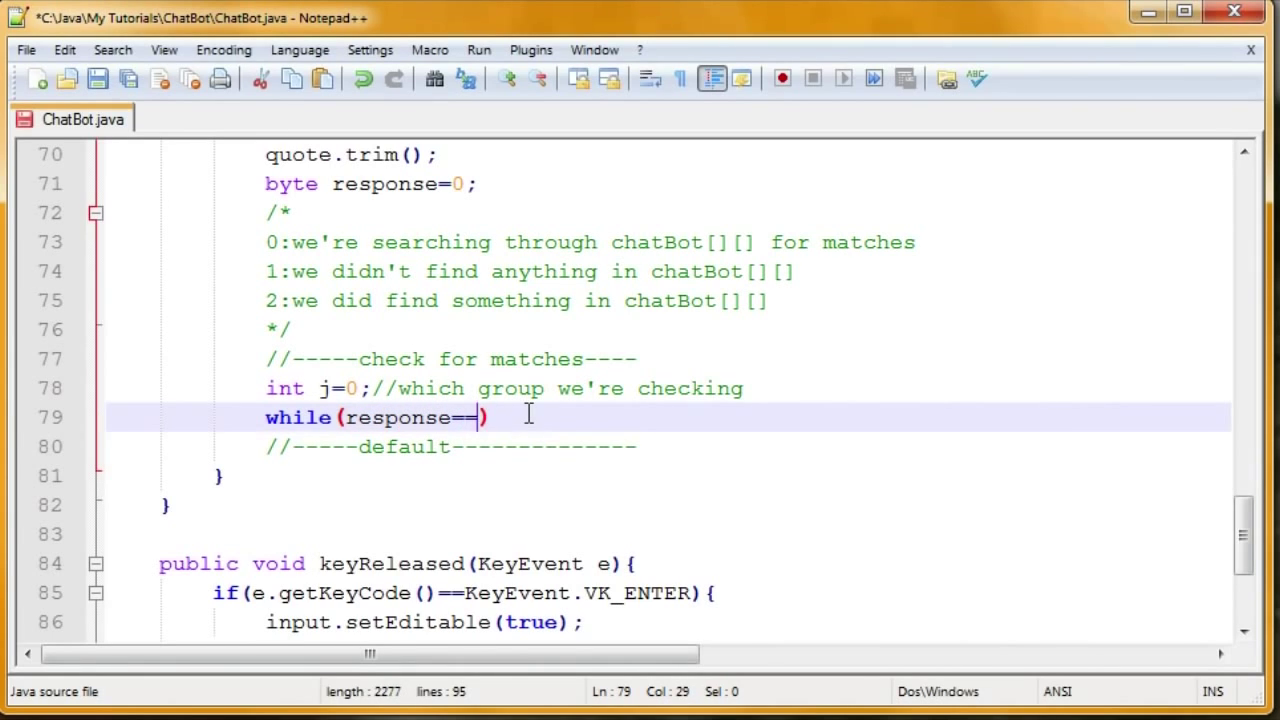 *C:\Java\My Tutorials\ChatBot\ChatBot.java - Notepad++
File Edit Search View Encoding Language Settings Macro Run Plugins Window ? X
ABC
ChatBot.java
70 quote.trim();
71 byte response=0;
72 /*
73 0:we're searching through chatBot[][] for matches
74 1:we didn't find anything in chatBot[][]
75 2:we did find something in chatBot[][]
76 */
77 //-----check for matches----
78 int j=0;//which group we're checking
79 while(response==)
80 //-----default--------------
81 }
82 }
83
84 public void keyReleased(KeyEvent e){
85 if(e.getKeyCode()==KeyEvent.VK_ENTER){
86 input.setEditable(true);
Java source file length : 2277 lines : 95 Ln : 79 Col : 29 Sel : 0 Dos\Windows ANSI INS